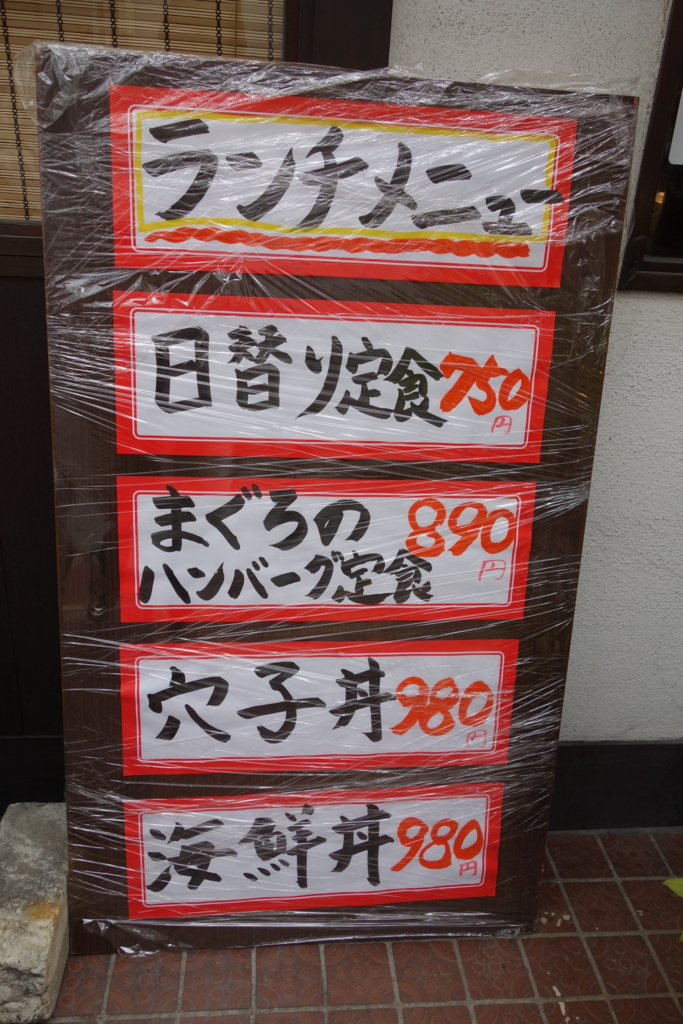 ランチメニュー
日替り定食 750円
まぐろの
ハンバーグ定食 890円
穴子丼 980円
海鮮丼 980円